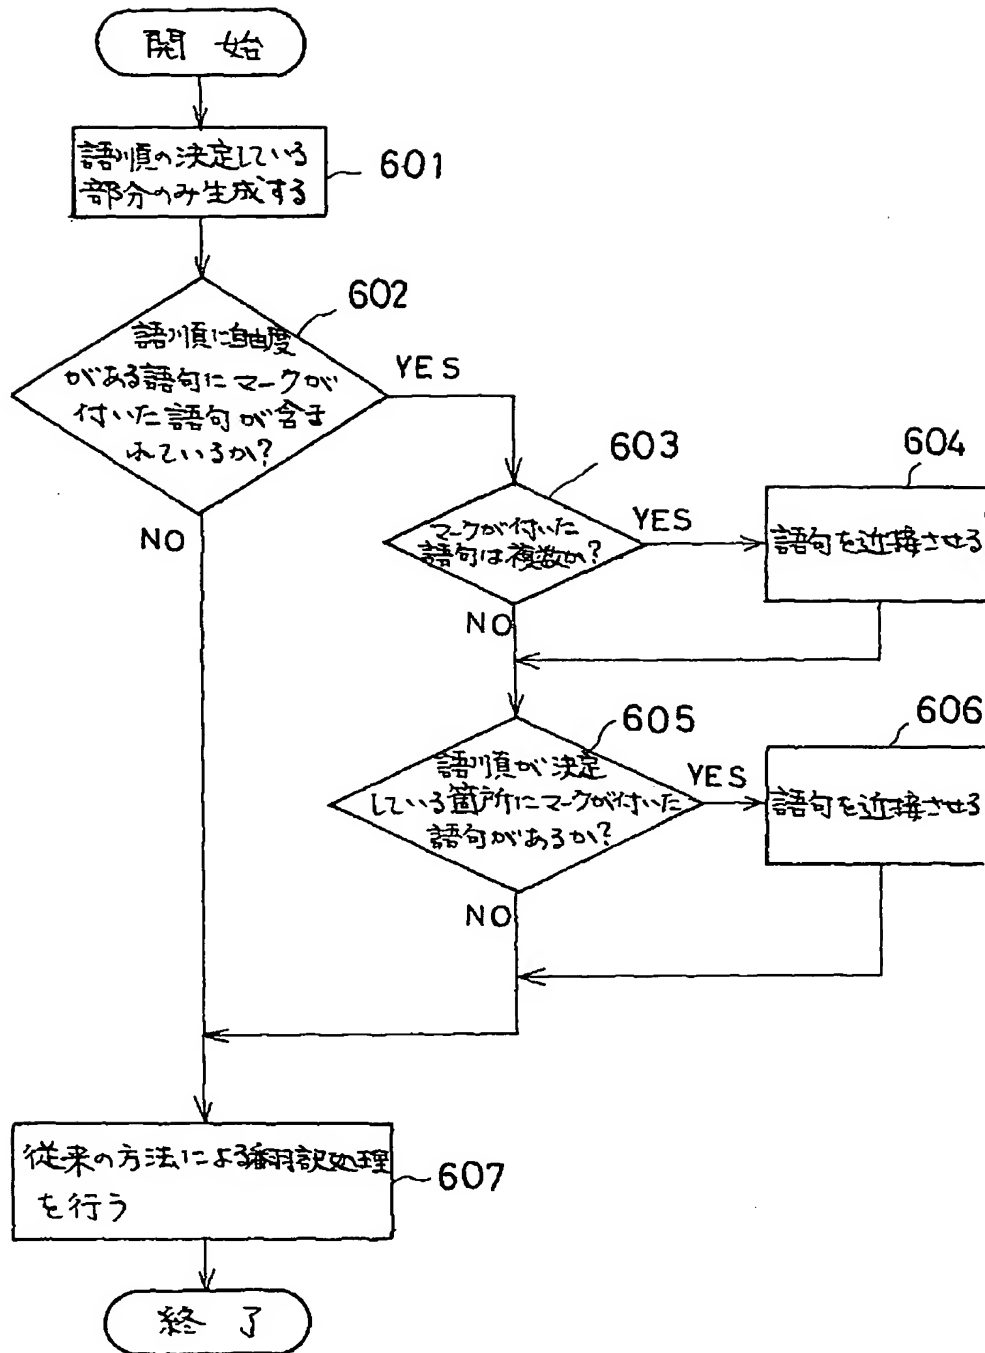 開始
語順の決定している
部分のみ生成する
601
602
語順に自由度
がある語句にマークが
付いた語句が含ま
れているか?
YES
NO
603
マークが付いた
語句は複数か?
YES
NO
604
語句を近接させる
605
語順が決定
している箇所にマークが付いた
語句があるか?
YES
NO
606
語句を近接させる
従来の方法による翻訳処理
を行う
607
終了